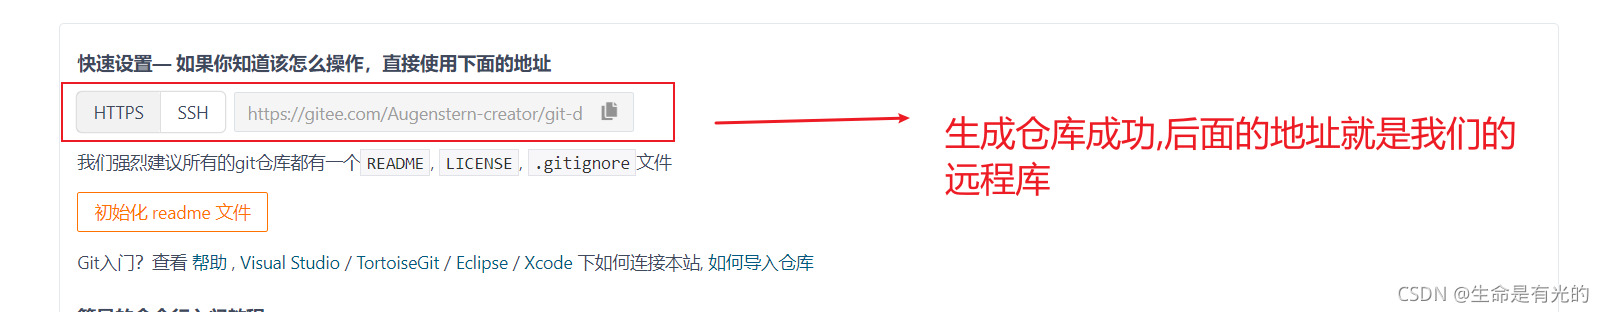 快速设置— 如果你知道该怎么操作，直接使用下面的地址
HTTPS SSH https://gitee.com/Augenstern-creator/git-d
我们强烈建议所有的git仓库都有一个 README , LICENSE , .gitignore 文件
初始化 readme 文件
Git入门？查看 帮助 , Visual Studio / TortoiseGit / Eclipse / Xcode 下如何连接本站, 如何导入仓库
生成仓库成功,后面的地址就是我们的
远程库
CSDN @生命是有光的